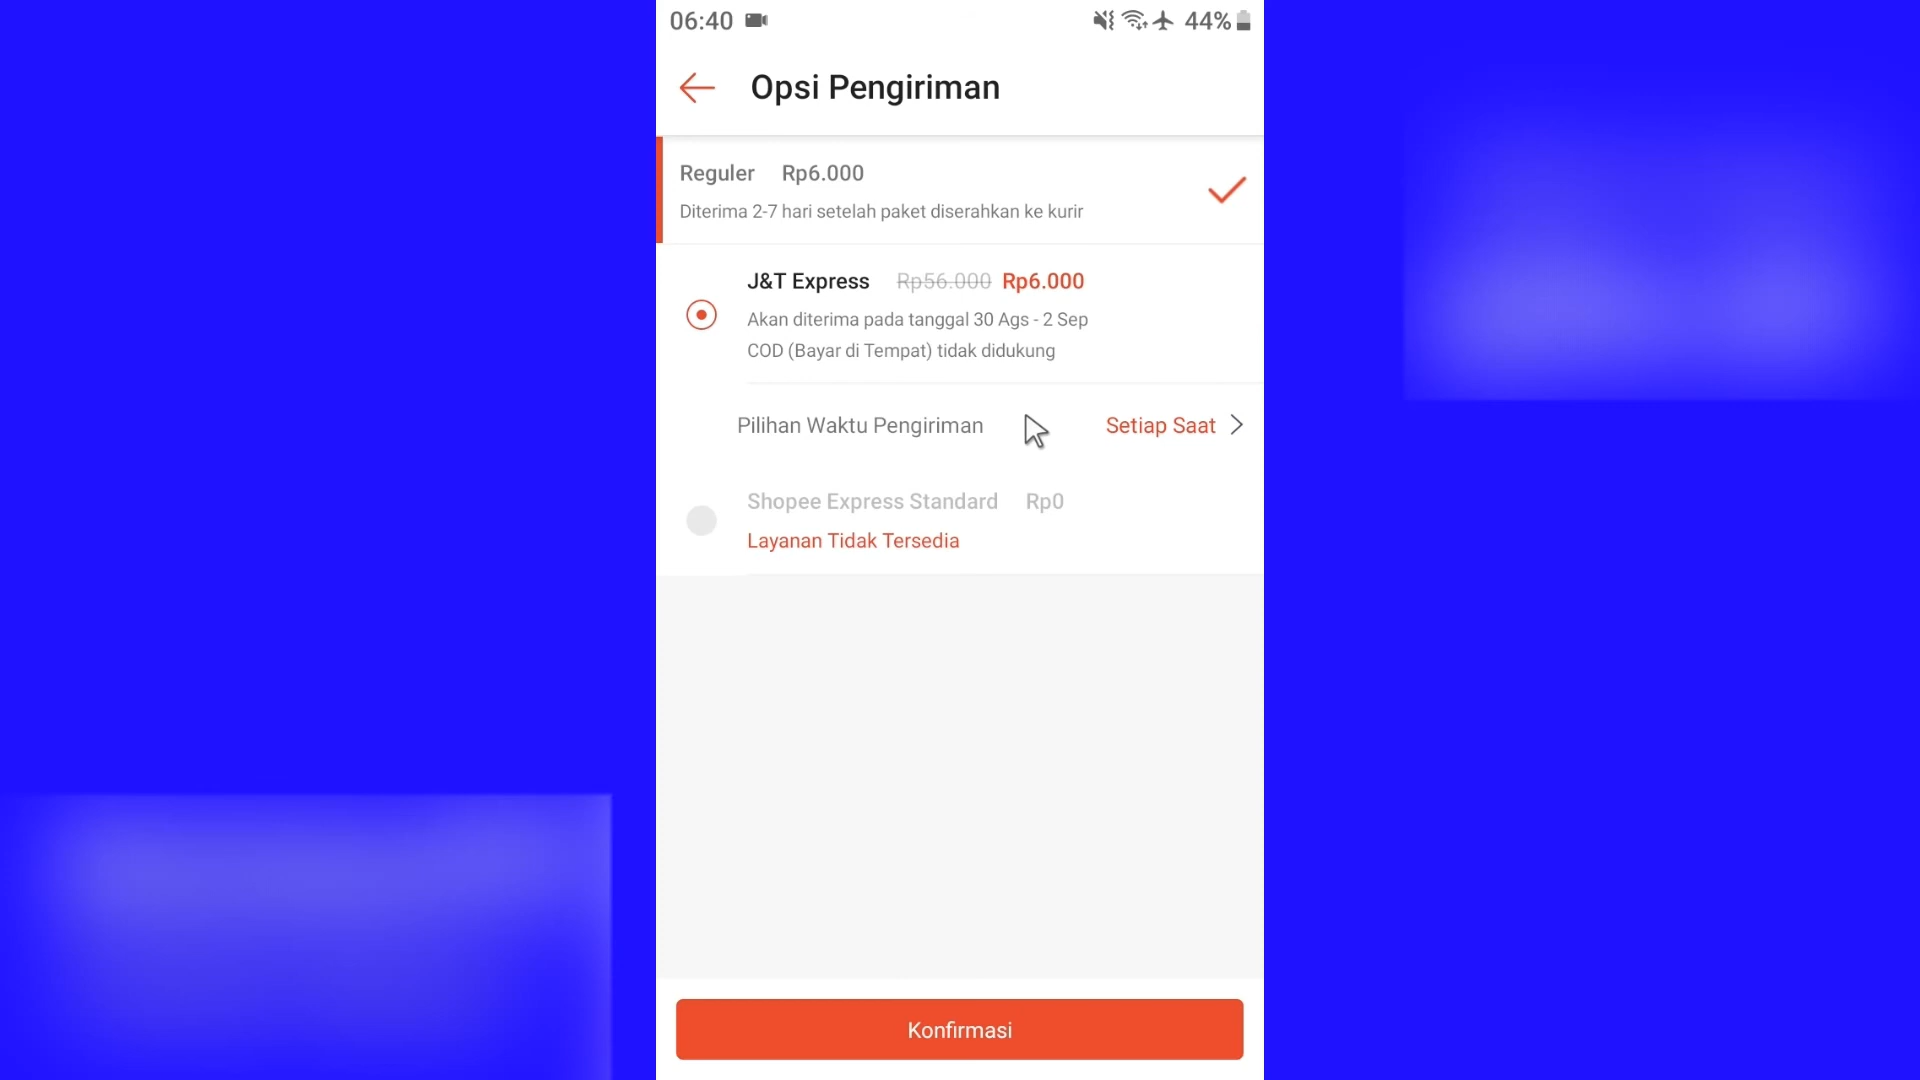 06:40 44%
Opsi Pengiriman
Reguler Rp6.000
Diterima 2-7 hari setelah paket diserahkan ke kurir
J&T Express Rp56.000 Rp6.000
Akan diterima pada tanggal 30 Ags - 2 Sep
COD (Bayar di Tempat) tidak didukung
Pilihan Waktu Pengiriman Setiap Saat
Shopee Express Standard Rp0
Layanan Tidak Tersedia
Konfirmasi